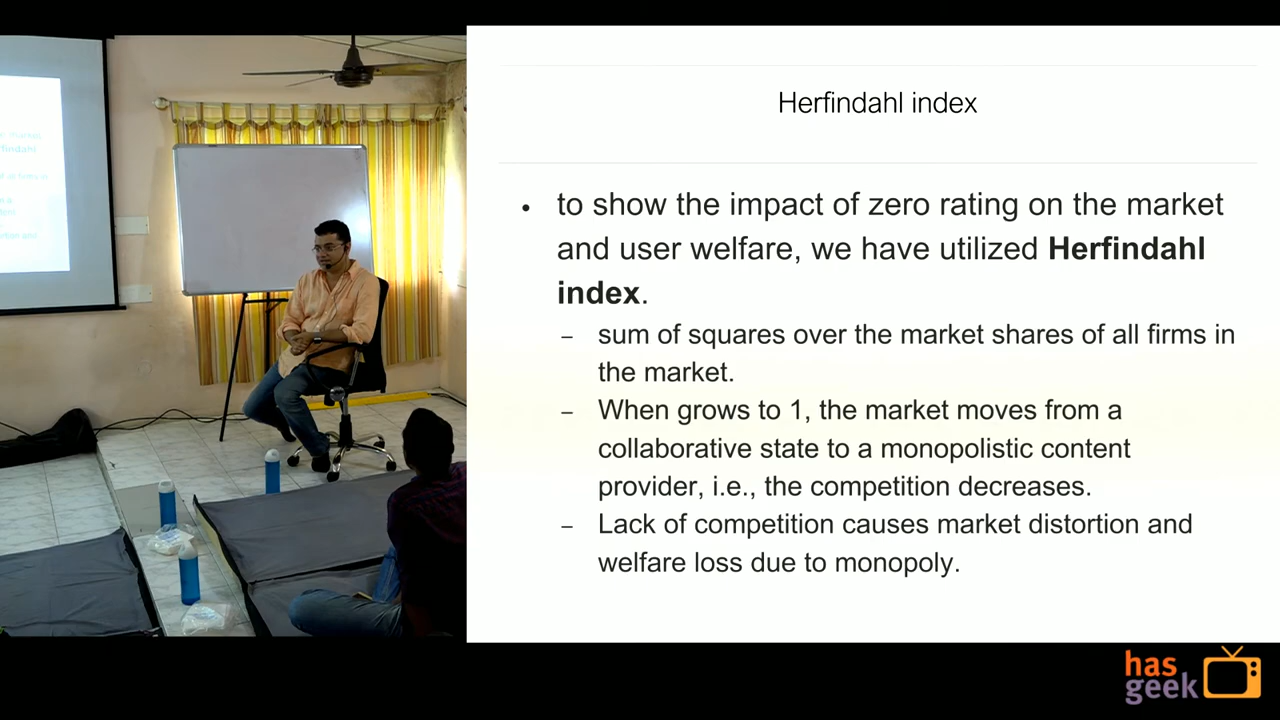 Herfindahl index
• to show the impact of zero rating on the market
and user welfare, we have utilized Herfindahl
index.
– sum of squares over the market shares of all firms in
the market.
– When grows to 1, the market moves from a
collaborative state to a monopolistic content
provider, i.e., the competition decreases.
– Lack of competition causes market distortion and
welfare loss due to monopoly.
has
geek